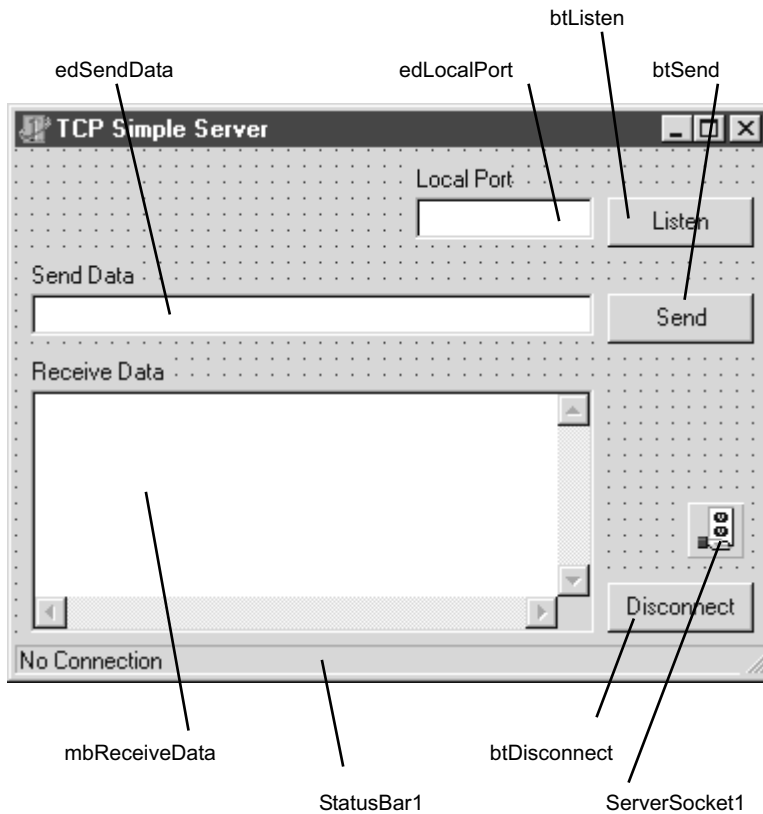 btListen
edSendData
edLocalPort
btSend
TCP Simple Server
Local Port
Listen
Send Data
Send
Receive Data
Disconnect
No Connection
mbReceiveData
btDisconnect
StatusBar1
ServerSocket1